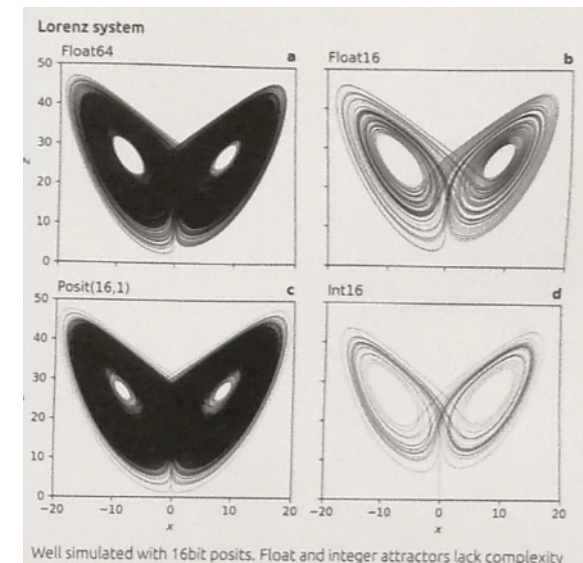 Lorenz system
Float64 a
Float16 b
50
40
30
20
10
0
z
Posit(16,1) c
Int16 d
50
40
30
20
10
0
−20 −10 0 10 20
−20 −10 0 10 20
x
x
Well simulated with 16bit posits. Float and integer attractors lack complexity